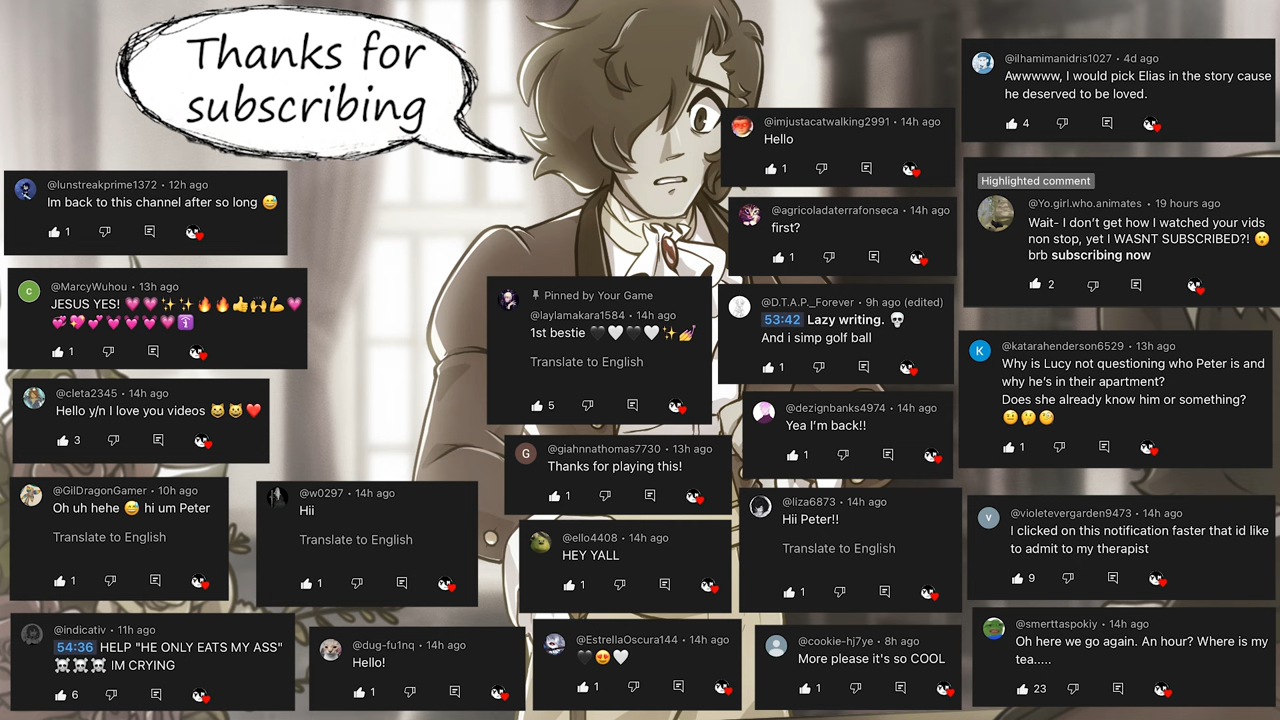 Thanks for
subscribing
@lunstreakprime1372 • 12h ago
Im back to this channel after so long 😅
1
@MarcyWuhou • 13h ago
C
JESUS YES! 💗💗✨✨🔥🔥👍🙌💪💗
💞💖💕💗💗💗💗🛐
1
@cleta2345 • 14h ago
Hello y/n I love you videos 😺😺❤️
3
@GilDragonGamer • 10h ago
Oh uh hehe 😅 hi um Peter
Translate to English
1
@w0297 • 14h ago
Hii
Translate to English
1
@indicativ • 11h ago
54:36 HELP "HE ONLY EATS MY ASS"
☠️☠️☠️ IM CRYING
6
@dug-fu1nq • 14h ago
Hello!
1
Pinned by Your Game
@laylamakara1584 • 14h ago
1st bestie 🖤🤍🖤🤍✨💅
Translate to English
5
@giahnnathomas7730 • 13h ago
G
Thanks for playing this!
1
@ello4408 • 14h ago
HEY YALL
1
@EstrellaOscura144 • 14h ago
🖤😍🤍
1
@imjustacatwalking2991 • 14h ago
Hello
1
@agricoladaterrafonseca • 14h ago
first?
1
@D.T.A.P._Forever • 9h ago (edited)
53:42 Lazy writing. 💀
And i simp golf ball
1
@dezignbanks4974 • 14h ago
Yea I'm back!!
1
@liza6873 • 14h ago
Hii Peter!!
Translate to English
1
@cookie-hj7ye • 8h ago
More please it's so COOL
1
@ilhamimanidris1027 • 4d ago
Awwwww, I would pick Elias in the story cause
he deserved to be loved.
4
Highlighted comment
@Yo.girl.who.animates • 19 hours ago
Wait- I don't get how I watched your vids
non stop, yet I WASNT SUBSCRIBED?! 😮
brb subscribing now
2
@katarahenderson6529 • 13h ago
K
Why is Lucy not questioning who Peter is and
why he's in their apartment?
Does she already know him or something?
🤨🤔🧐
1
@violetevergarden9473 • 14h ago
V
I clicked on this notification faster that id like
to admit to my therapist
9
@smerttaspokiy • 14h ago
Oh here we go again. An hour? Where is my
tea.....
23